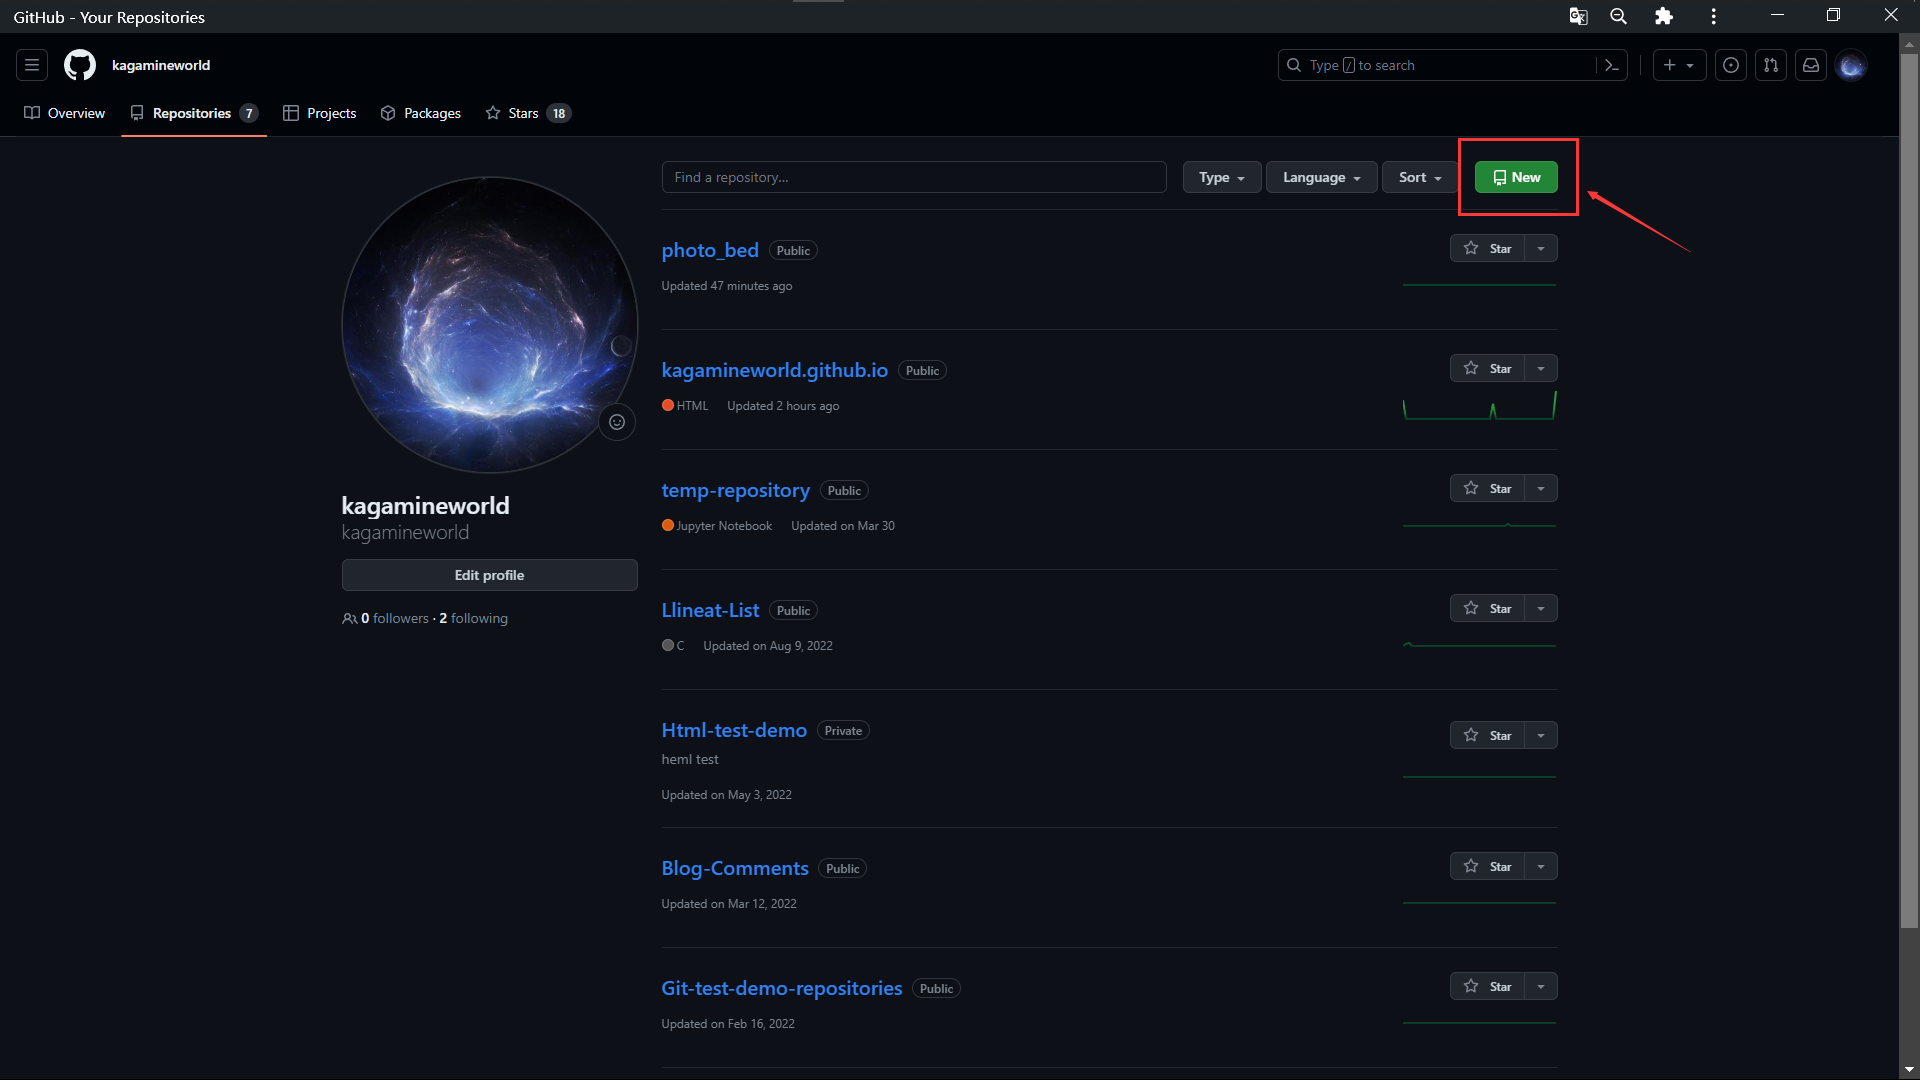 GitHub - Your Repositories
kagamineworld
Type / to search
Overview
Repositories 7
Projects
Packages
Stars 18
Find a repository...
Type
Language
Sort
New
photo_bed Public
Star
Updated 47 minutes ago
kagamineworld.github.io Public
Star
HTML Updated 2 hours ago
temp-repository Public
Star
Jupyter Notebook Updated on Mar 30
kagamineworld
kagamineworld
Edit profile
0 followers · 2 following
Llineat-List Public
Star
C Updated on Aug 9, 2022
Html-test-demo Private
Star
heml test
Updated on May 3, 2022
Blog-Comments Public
Star
Updated on Mar 12, 2022
Git-test-demo-repositories Public
Star
Updated on Feb 16, 2022